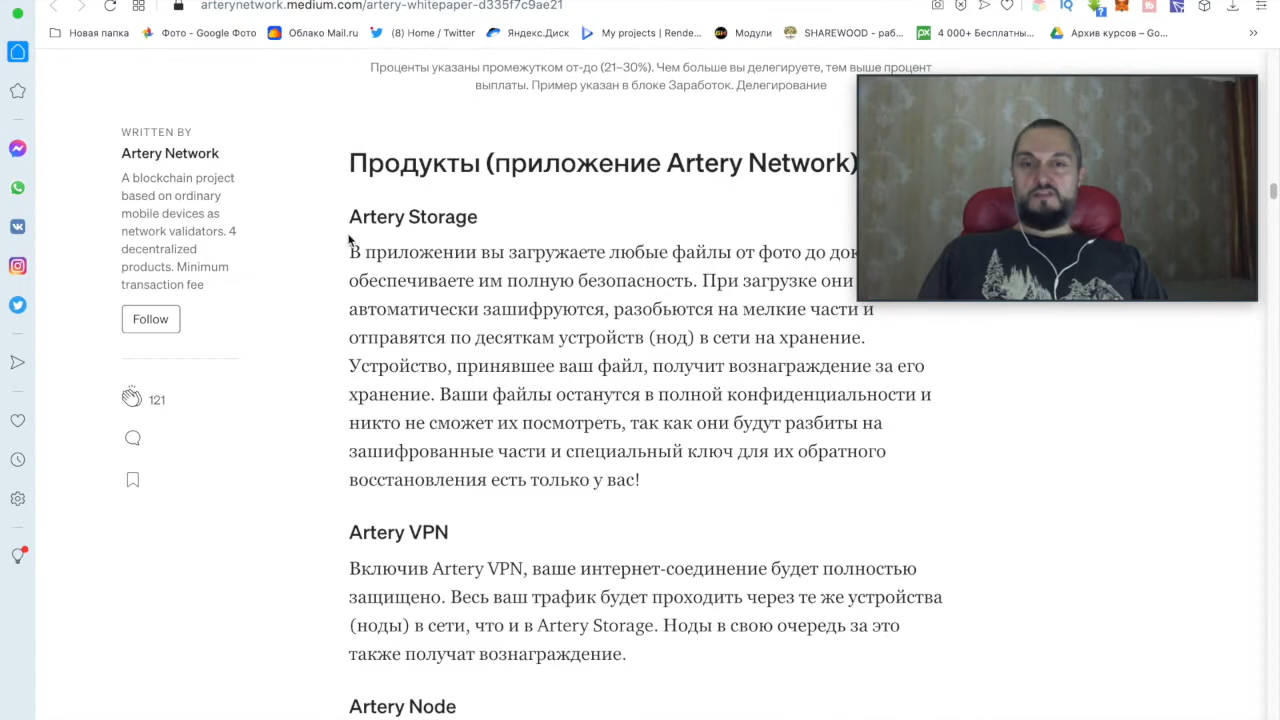 arterynetwork.medium.com/artery-whitepaper-d335f7c9ae21
Новая папка
Фото - Google Фото
Облако Mail.ru
(8) Home / Twitter
Яндекс.Диск
My projects | Rende...
Модули
SHAREWOOD - раб...
4 000+ Бесплатны...
Архив курсов – Go...
Проценты указаны промежутком от-до (21–30%). Чем больше вы делегируете, тем выше процент
выплаты. Пример указан в блоке Заработок. Делегирование
WRITTEN BY
Artery Network
A blockchain project
based on ordinary
mobile devices as
network validators. 4
decentralized
products. Minimum
transaction fee
Follow
121
Продукты (приложение Artery Network)
Artery Storage
В приложении вы загружаете любые файлы от фото до док
обеспечиваете им полную безопасность. При загрузке они
автоматически зашифруются, разобьются на мелкие части и
отправятся по десяткам устройств (нод) в сети на хранение.
Устройство, принявшее ваш файл, получит вознаграждение за его
хранение. Ваши файлы останутся в полной конфиденциальности и
никто не сможет их посмотреть, так как они будут разбиты на
зашифрованные части и специальный ключ для их обратного
восстановления есть только у вас!
Artery VPN
Включив Artery VPN, ваше интернет-соединение будет полностью
защищено. Весь ваш трафик будет проходить через те же устройства
(ноды) в сети, что и в Artery Storage. Ноды в свою очередь за это
также получат вознаграждение.
Artery Node